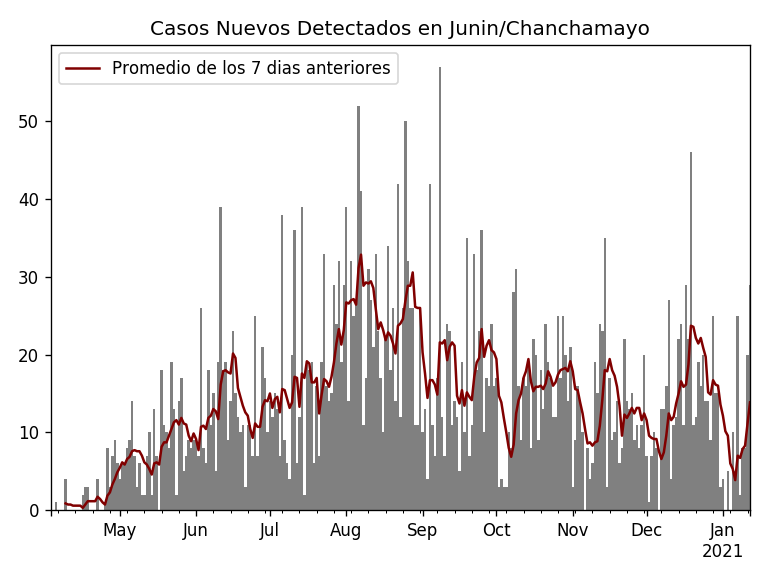 Casos Nuevos Detectados en Junin/Chanchamayo
Promedio de los 7 dias anteriores
50
40
30
20
10
0
May Jun Jul Aug Sep Oct Nov Dec Jan
2021